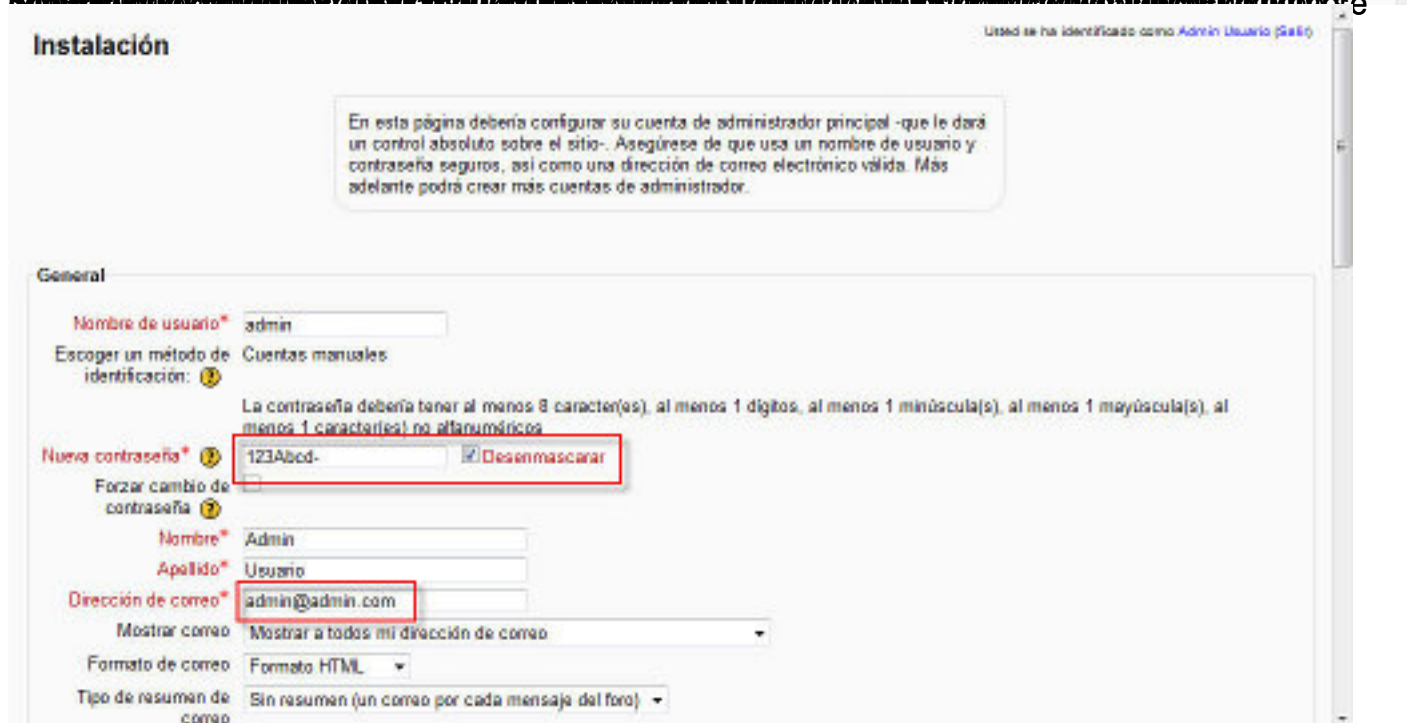 Usted se ha identificado como Admin Usuario (Salir)
Instalación
En esta página debería configurar su cuenta de administrador principal -que le dará
un control absoluto sobre el sitio-. Asegúrese de que usa un nombre de usuario y
contraseña seguros, así como una dirección de correo electrónico válida. Más
adelante podrá crear más cuentas de administrador.
General
Nombre de usuario* admin
Escoger un método de Cuentas manuales
identificación:
La contraseña debería tener al menos 8 caracter(es), al menos 1 dígitos, al menos 1 minúscula(s), al menos 1 mayúscula(s), al
menos 1 caracter(es) no alfanuméricos
Nueva contraseña* 123Abcd- Desenmascarar
Forzar cambio de
contraseña
Nombre* Admin
Apellido* Usuario
Dirección de correo* admin@admin.com
Mostrar correo Mostrar a todos mi dirección de correo
Formato de correo Formato HTML
Tipo de resumen de Sin resumen (un correo por cada mensaje del foro)
correo